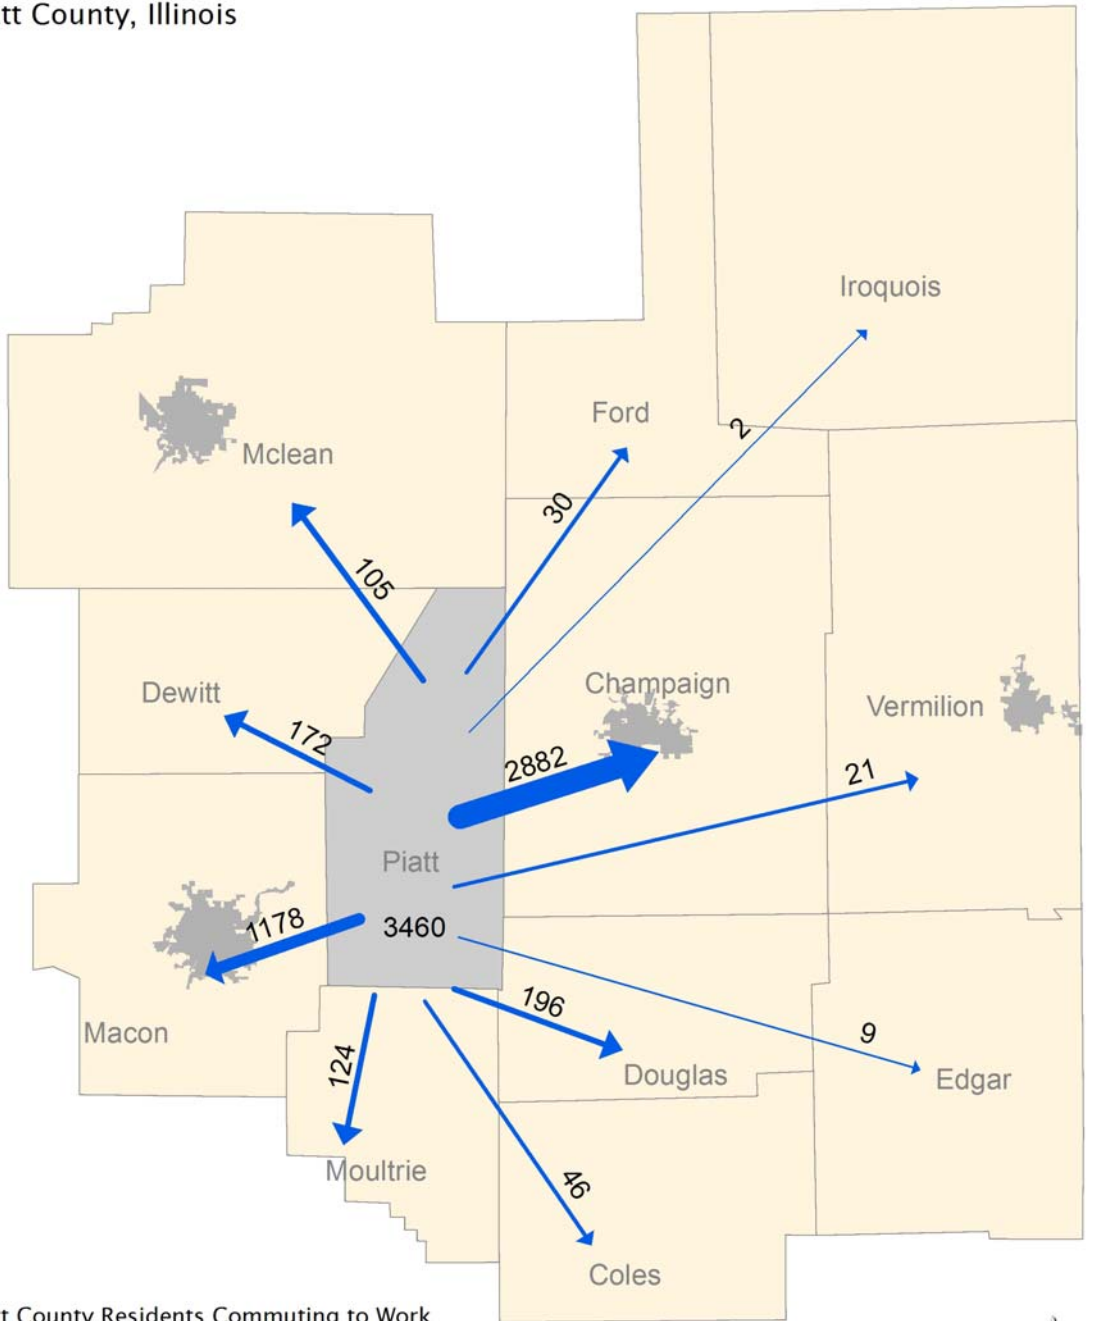 tt County, Illinois
Iroquois
2
Ford
30
Mclean
105
Champaign
Dewitt
Vermilion
172
2882
21
Piatt
3460
1178
196
Macon
9
124
Douglas
Edgar
Moultrie
46
Coles
t County Residents Commuting to Work